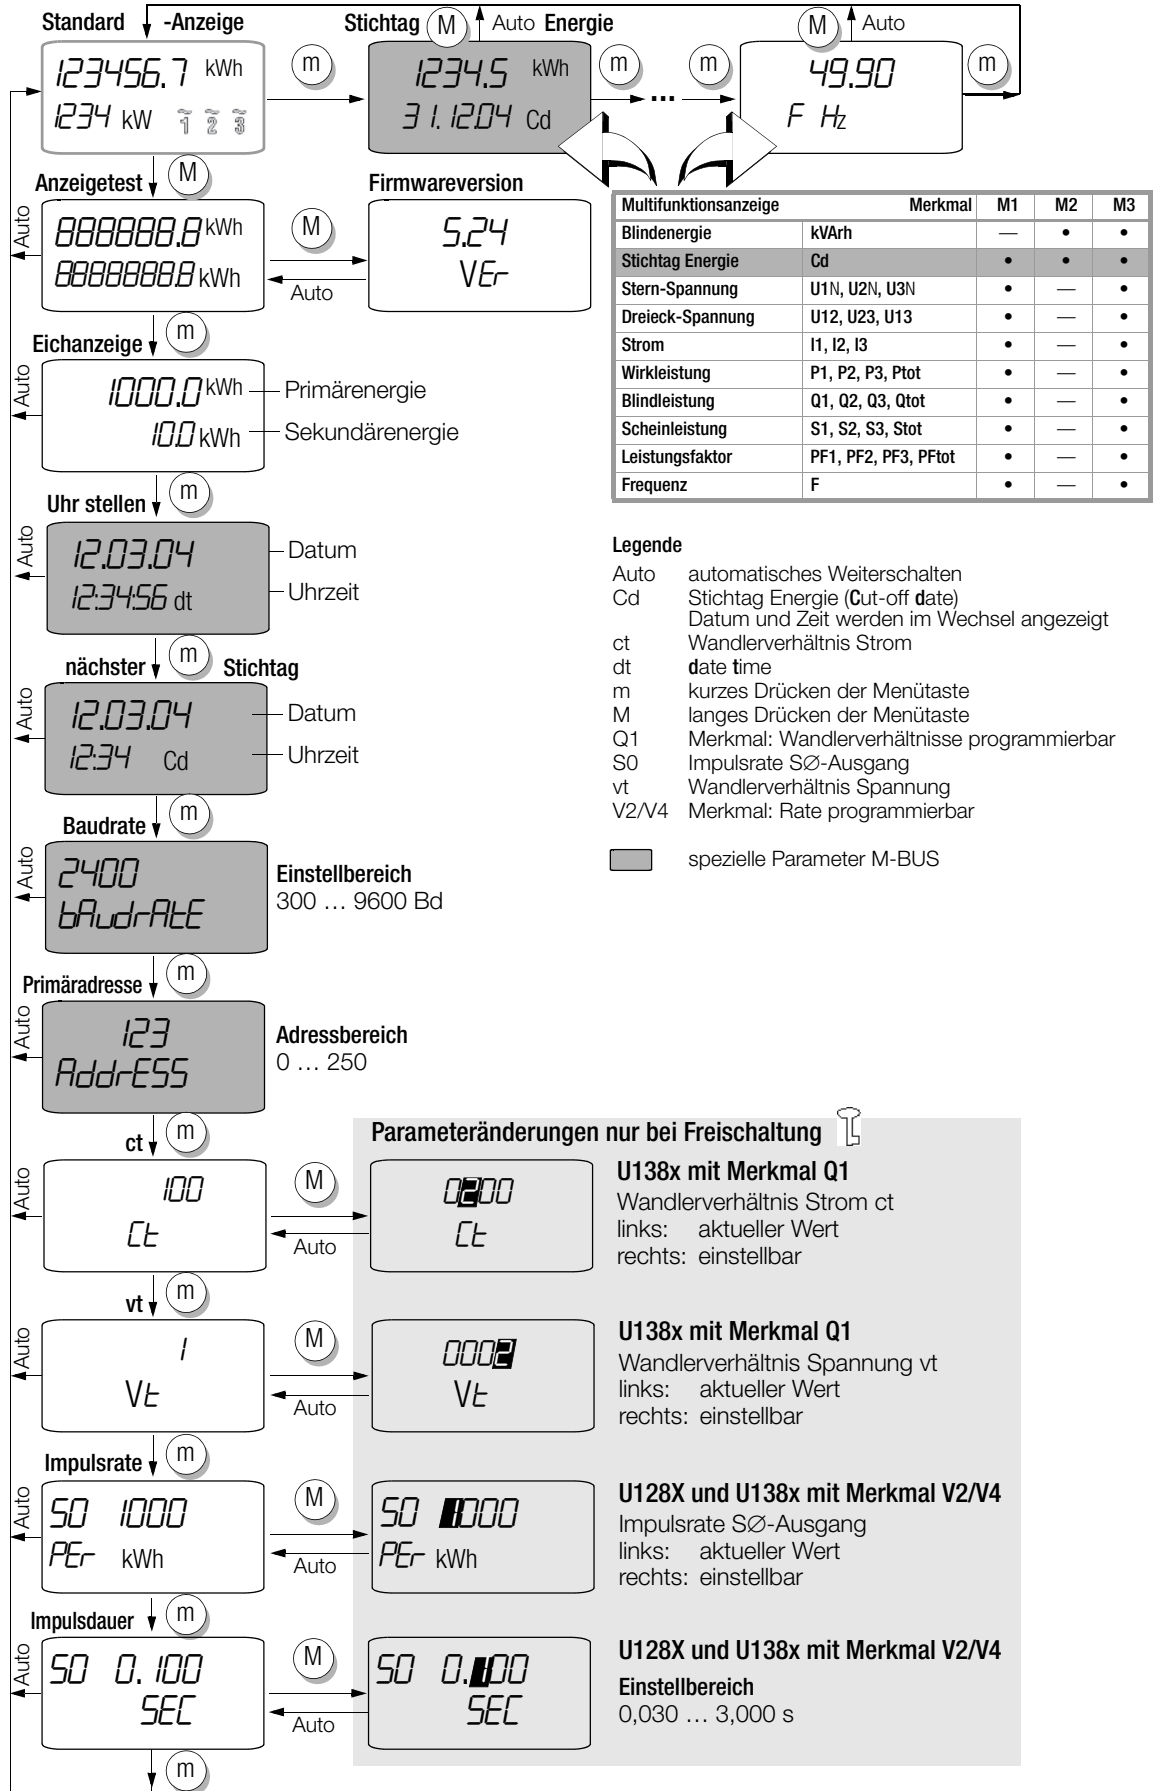 Standard -Anzeige
Stichtag M Auto Energie
M Auto
123456.7 kWh
1234 kW 1 2 3
m
1234.5 kWh
31.12.04 Cd
m ... m
49.90
F Hz
m
Anzeigetest M
Auto
888888.8 kWh
8888888.8 kWh
M
Auto
Firmwareversion
5.24
VEr
Multifunktionsanzeige Merkmal M1 M2 M3
Blindenergie kVArh — • •
Stichtag Energie Cd • • •
Stern-Spannung U1N, U2N, U3N • — •
Dreieck-Spannung U12, U23, U13 • — •
Strom I1, I2, I3 • — •
Wirkleistung P1, P2, P3, Ptot • — •
Blindleistung Q1, Q2, Q3, Qtot • — •
Scheinleistung S1, S2, S3, Stot • — •
Leistungsfaktor PF1, PF2, PF3, PFtot • — •
Frequenz F • — •
Eichanzeige m
Auto
1000.0 kWh Primärenergie
10.0 kWh Sekundärenergie
Uhr stellen m
Auto
12.03.04 Datum
12:34:56 dt Uhrzeit
Legende
Auto automatisches Weiterschalten
Cd Stichtag Energie (Cut-off date)
Datum und Zeit werden im Wechsel angezeigt
ct Wandlerverhältnis Strom
dt date time
m kurzes Drücken der Menütaste
M langes Drücken der Menütaste
Q1 Merkmal: Wandlerverhältnisse programmierbar
S0 Impulsrate SØ-Ausgang
vt Wandlerverhältnis Spannung
V2/V4 Merkmal: Rate programmierbar
spezielle Parameter M-BUS
nächster m Stichtag
Auto
12.03.04 Datum
12:34 Cd Uhrzeit
Baudrate m
Auto
2400
bAudrAtE
Einstellbereich
300 … 9600 Bd
Primäradresse m
Auto
123
AddrESS
Adressbereich
0 … 250
Parameteränderungen nur bei Freischaltung
ct m
Auto
100
Ct
M
Auto
0200
Ct
U138x mit Merkmal Q1
Wandlerverhältnis Strom ct
links: aktueller Wert
rechts: einstellbar
vt m
Auto
1
Vt
M
Auto
0002
Vt
U138x mit Merkmal Q1
Wandlerverhältnis Spannung vt
links: aktueller Wert
rechts: einstellbar
Impulsrate m
Auto
S0 1000
PEr kWh
M
Auto
S0 1000
PEr kWh
U128X und U138x mit Merkmal V2/V4
Impulsrate SØ-Ausgang
links: aktueller Wert
rechts: einstellbar
Impulsdauer m
Auto
S0 0.100
SEC
M
Auto
S0 0.100
SEC
U128X und U138x mit Merkmal V2/V4
Einstellbereich
0,030 … 3,000 s
m